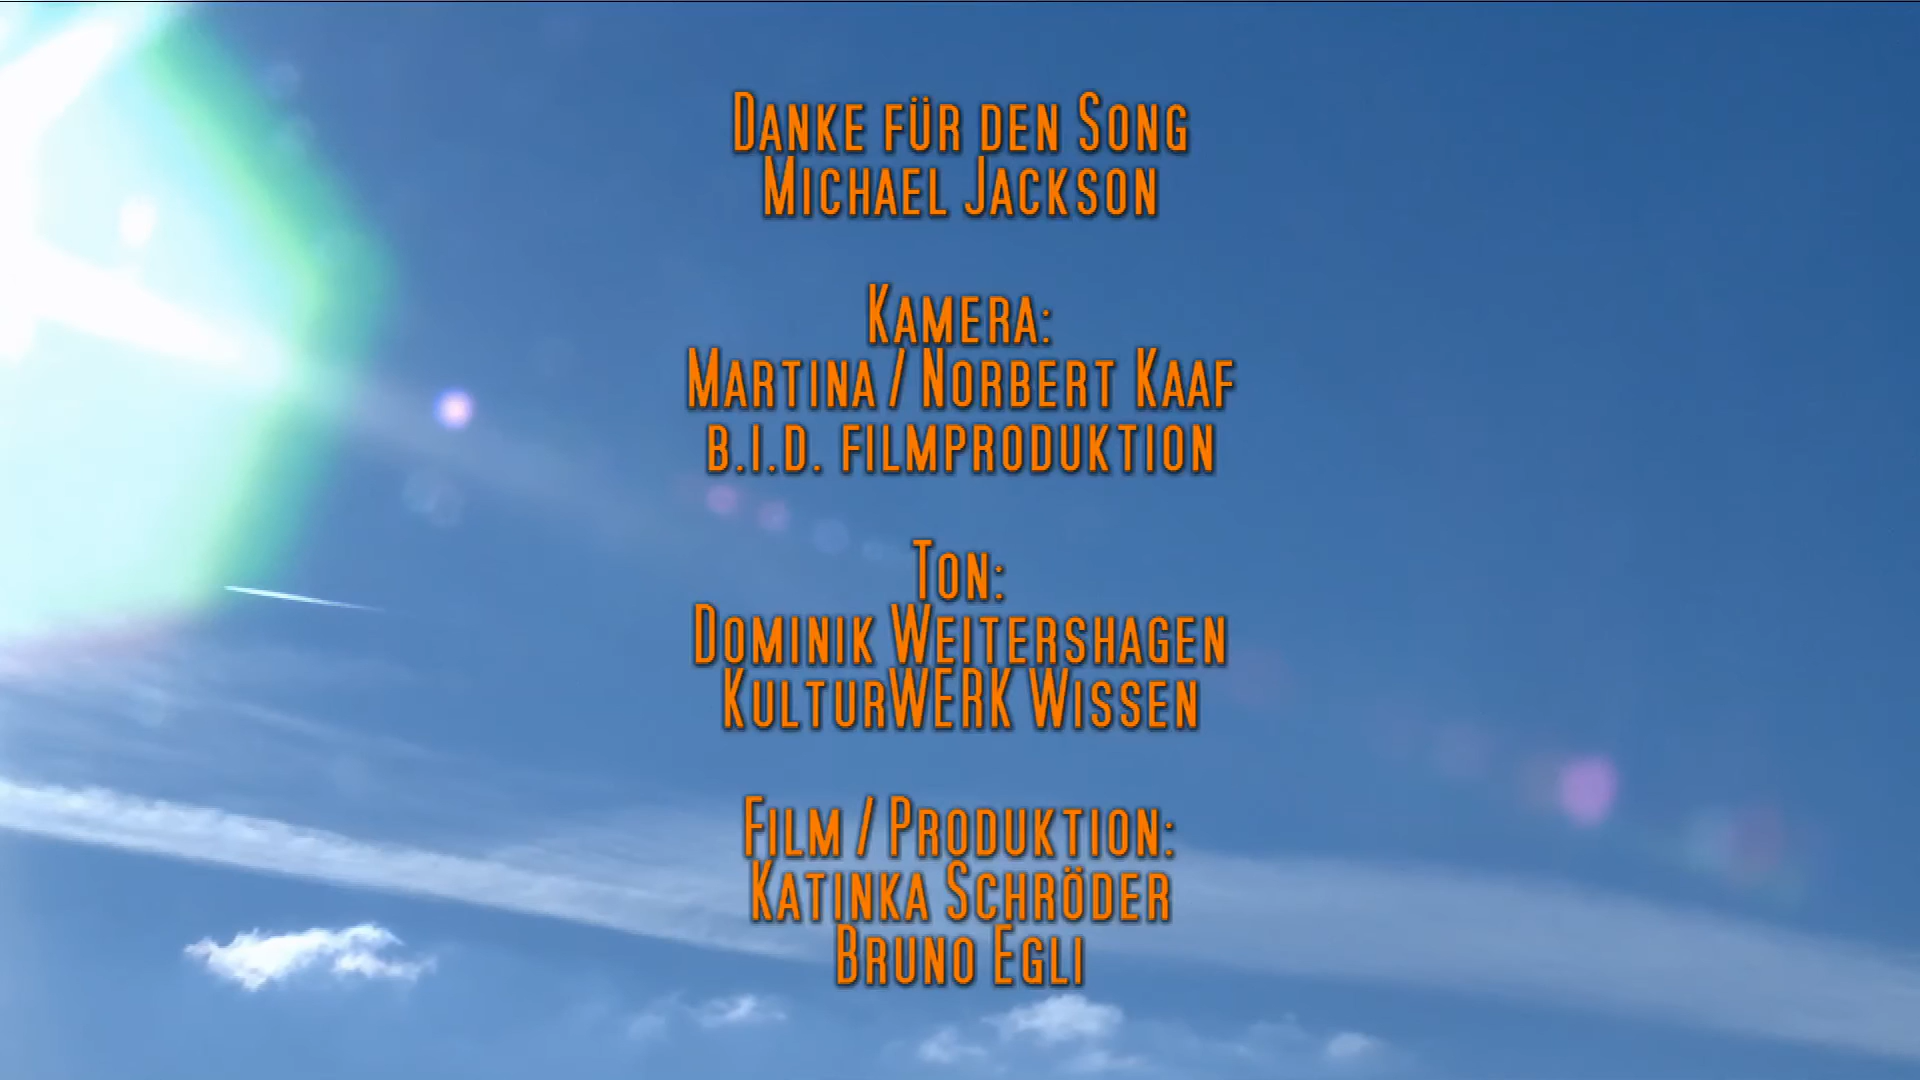 Danke für den Song
Michael Jackson
Kamera:
Martina / Norbert Kaaf
B.I.D. FILMPRODUKTION
Ton:
Dominik Weitershagen
KulturWERK Wissen
Film / Produktion:
Katinka Schröder
Bruno Egli